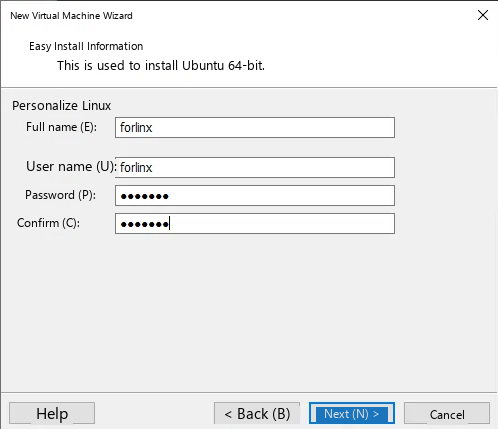 New Virtual Machine Wizard
Easy Install Information
This is used to install Ubuntu 64-bit.
Personalize Linux
Full name (E): forlinx
User name (U): forlinx
Password (P): ●●●●●●●
Confirm (C): ●●●●●●●
Help < Back (B) Next (N) > Cancel